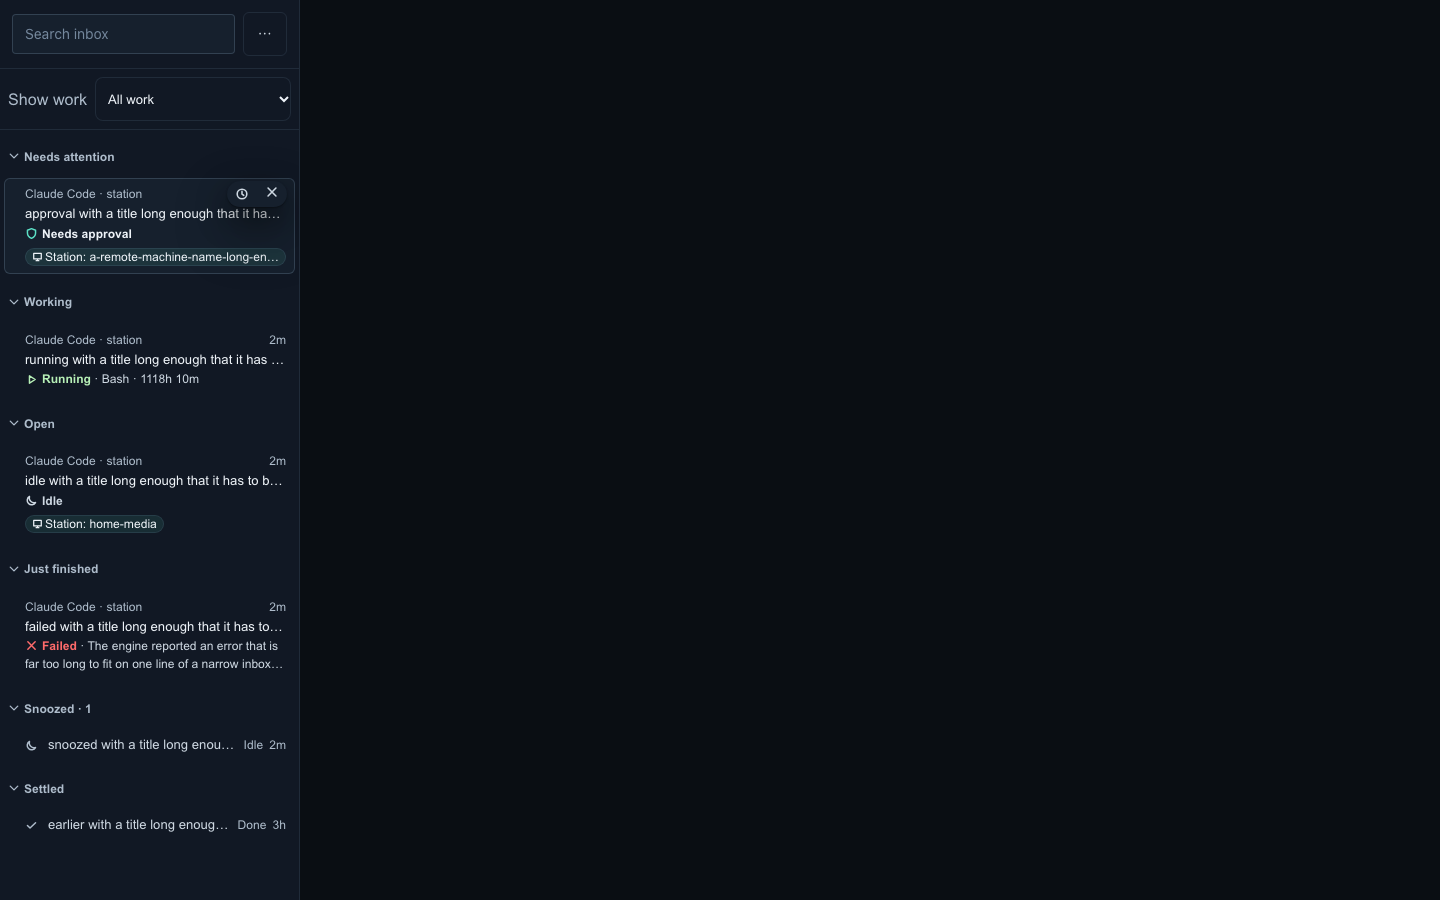 Search inbox
...
Show work All work
Needs attention
Claude Code · station
approval with a title long enough that it ha…
Needs approval
Station: a-remote-machine-name-long-en…
Working
Claude Code · station 2m
running with a title long enough that it has …
Running · Bash · 1118h 10m
Open
Claude Code · station 2m
idle with a title long enough that it has to b…
Idle
Station: home-media
Just finished
Claude Code · station 2m
failed with a title long enough that it has to…
Failed · The engine reported an error that is
far too long to fit on one line of a narrow inbox…
Snoozed · 1
snoozed with a title long enou… Idle 2m
Settled
earlier with a title long enoug… Done 3h